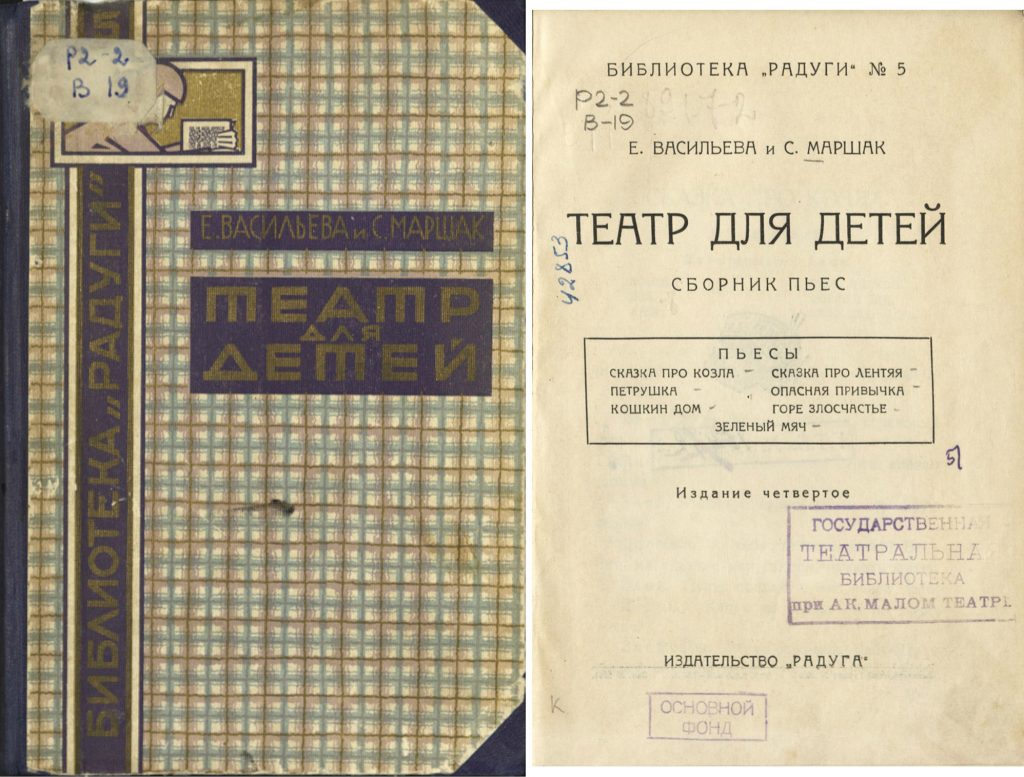 Р2-2
В 19
Е. ВАСИЛЬЕВА и С. МАРШАК
ТЕАТР
ДЛЯ
ДЕТЕЙ
БИБЛИОТЕКА „РАДУГИ”
БИБЛИОТЕКА „РАДУГИ“ № 5
Р2-2
В-19
Е. ВАСИЛЬЕВА и С. МАРШАК
ТЕАТР ДЛЯ ДЕТЕЙ
42853
СБОРНИК ПЬЕС
ПЬЕСЫ
СКАЗКА ПРО КОЗЛА – СКАЗКА ПРО ЛЕНТЯЯ –
ПЕТРУШКА – ОПАСНАЯ ПРИВЫЧКА –
КОШКИН ДОМ – ГОРЕ ЗЛОСЧАСТЬЕ –
ЗЕЛЕНЫЙ МЯЧ –
Издание четвертое
ГОСУДАРСТВЕННАЯ
ТЕАТРАЛЬНАЯ
БИБЛИОТЕКА
при АК. МАЛОМ ТЕАТРЕ
ИЗДАТЕЛЬСТВО „РАДУГА“
К
ОСНОВНОЙ
ФОНД